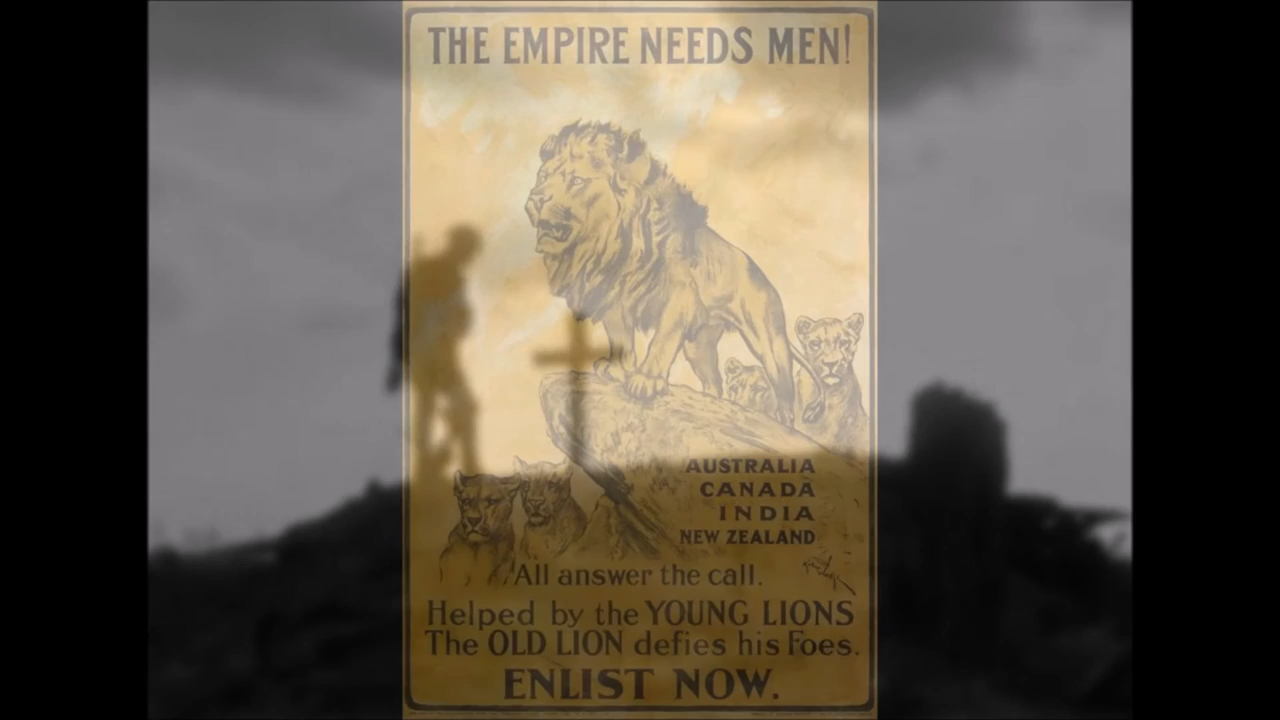 THE EMPIRE NEEDS MEN!
AUSTRALIA
CANADA
INDIA
NEW ZEALAND
All answer the call.
Helped by the YOUNG LIONS
The OLD LION defies his Foes.
ENLIST NOW.